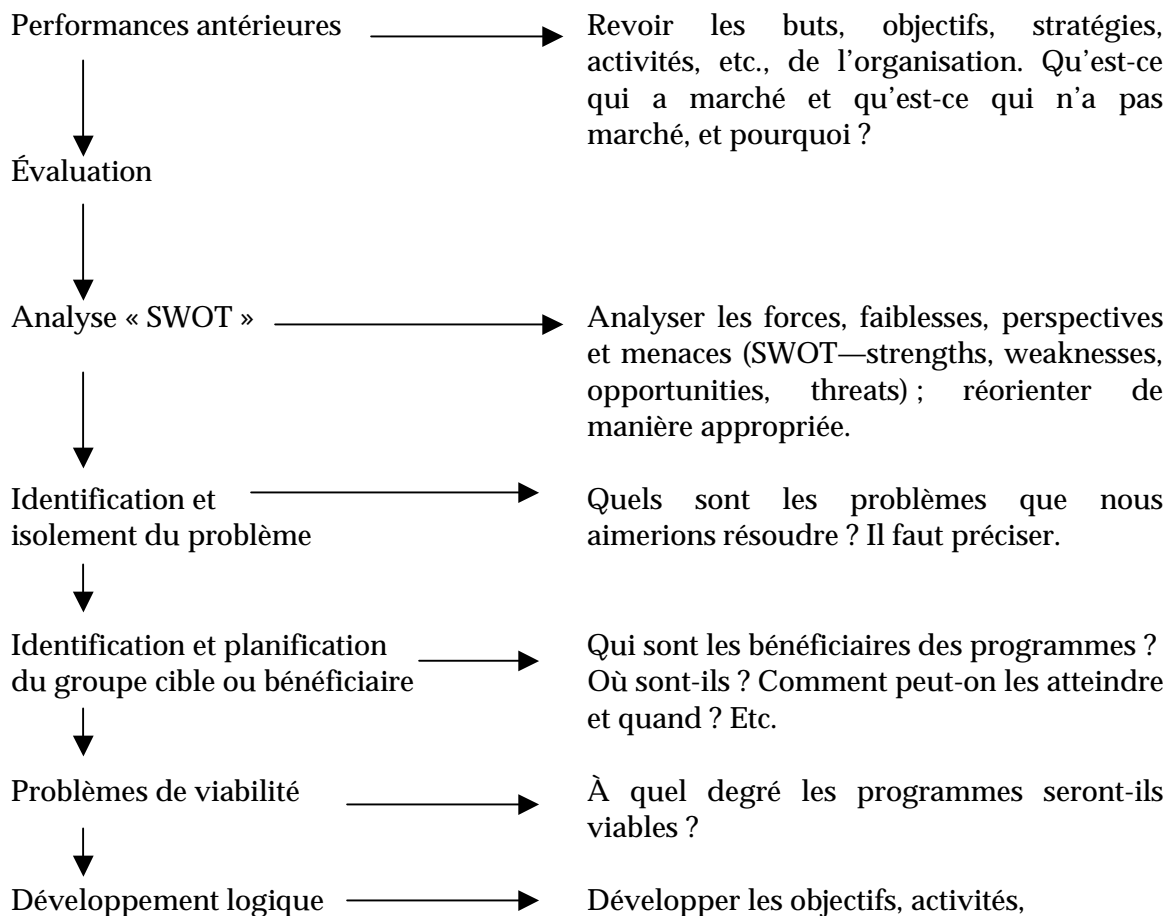 Performances antérieures
Revoir les buts, objectifs, stratégies,
activités, etc., de l’organisation. Qu’est-ce
qui a marché et qu’est-ce qui n’a pas
marché, et pourquoi ?
Évaluation
Analyse « SWOT »
Analyser les forces, faiblesses, perspectives
et menaces (SWOT—strengths, weaknesses,
opportunities, threats) ; réorienter de
manière appropriée.
Identification et
isolement du problème
Quels sont les problèmes que nous
aimerions résoudre ? Il faut préciser.
Identification et planification
du groupe cible ou bénéficiaire
Qui sont les bénéficiaires des programmes ?
Où sont-ils ? Comment peut-on les atteindre
et quand ? Etc.
Problèmes de viabilité
À quel degré les programmes seront-ils
viables ?
Développement logique
Développer les objectifs, activités,